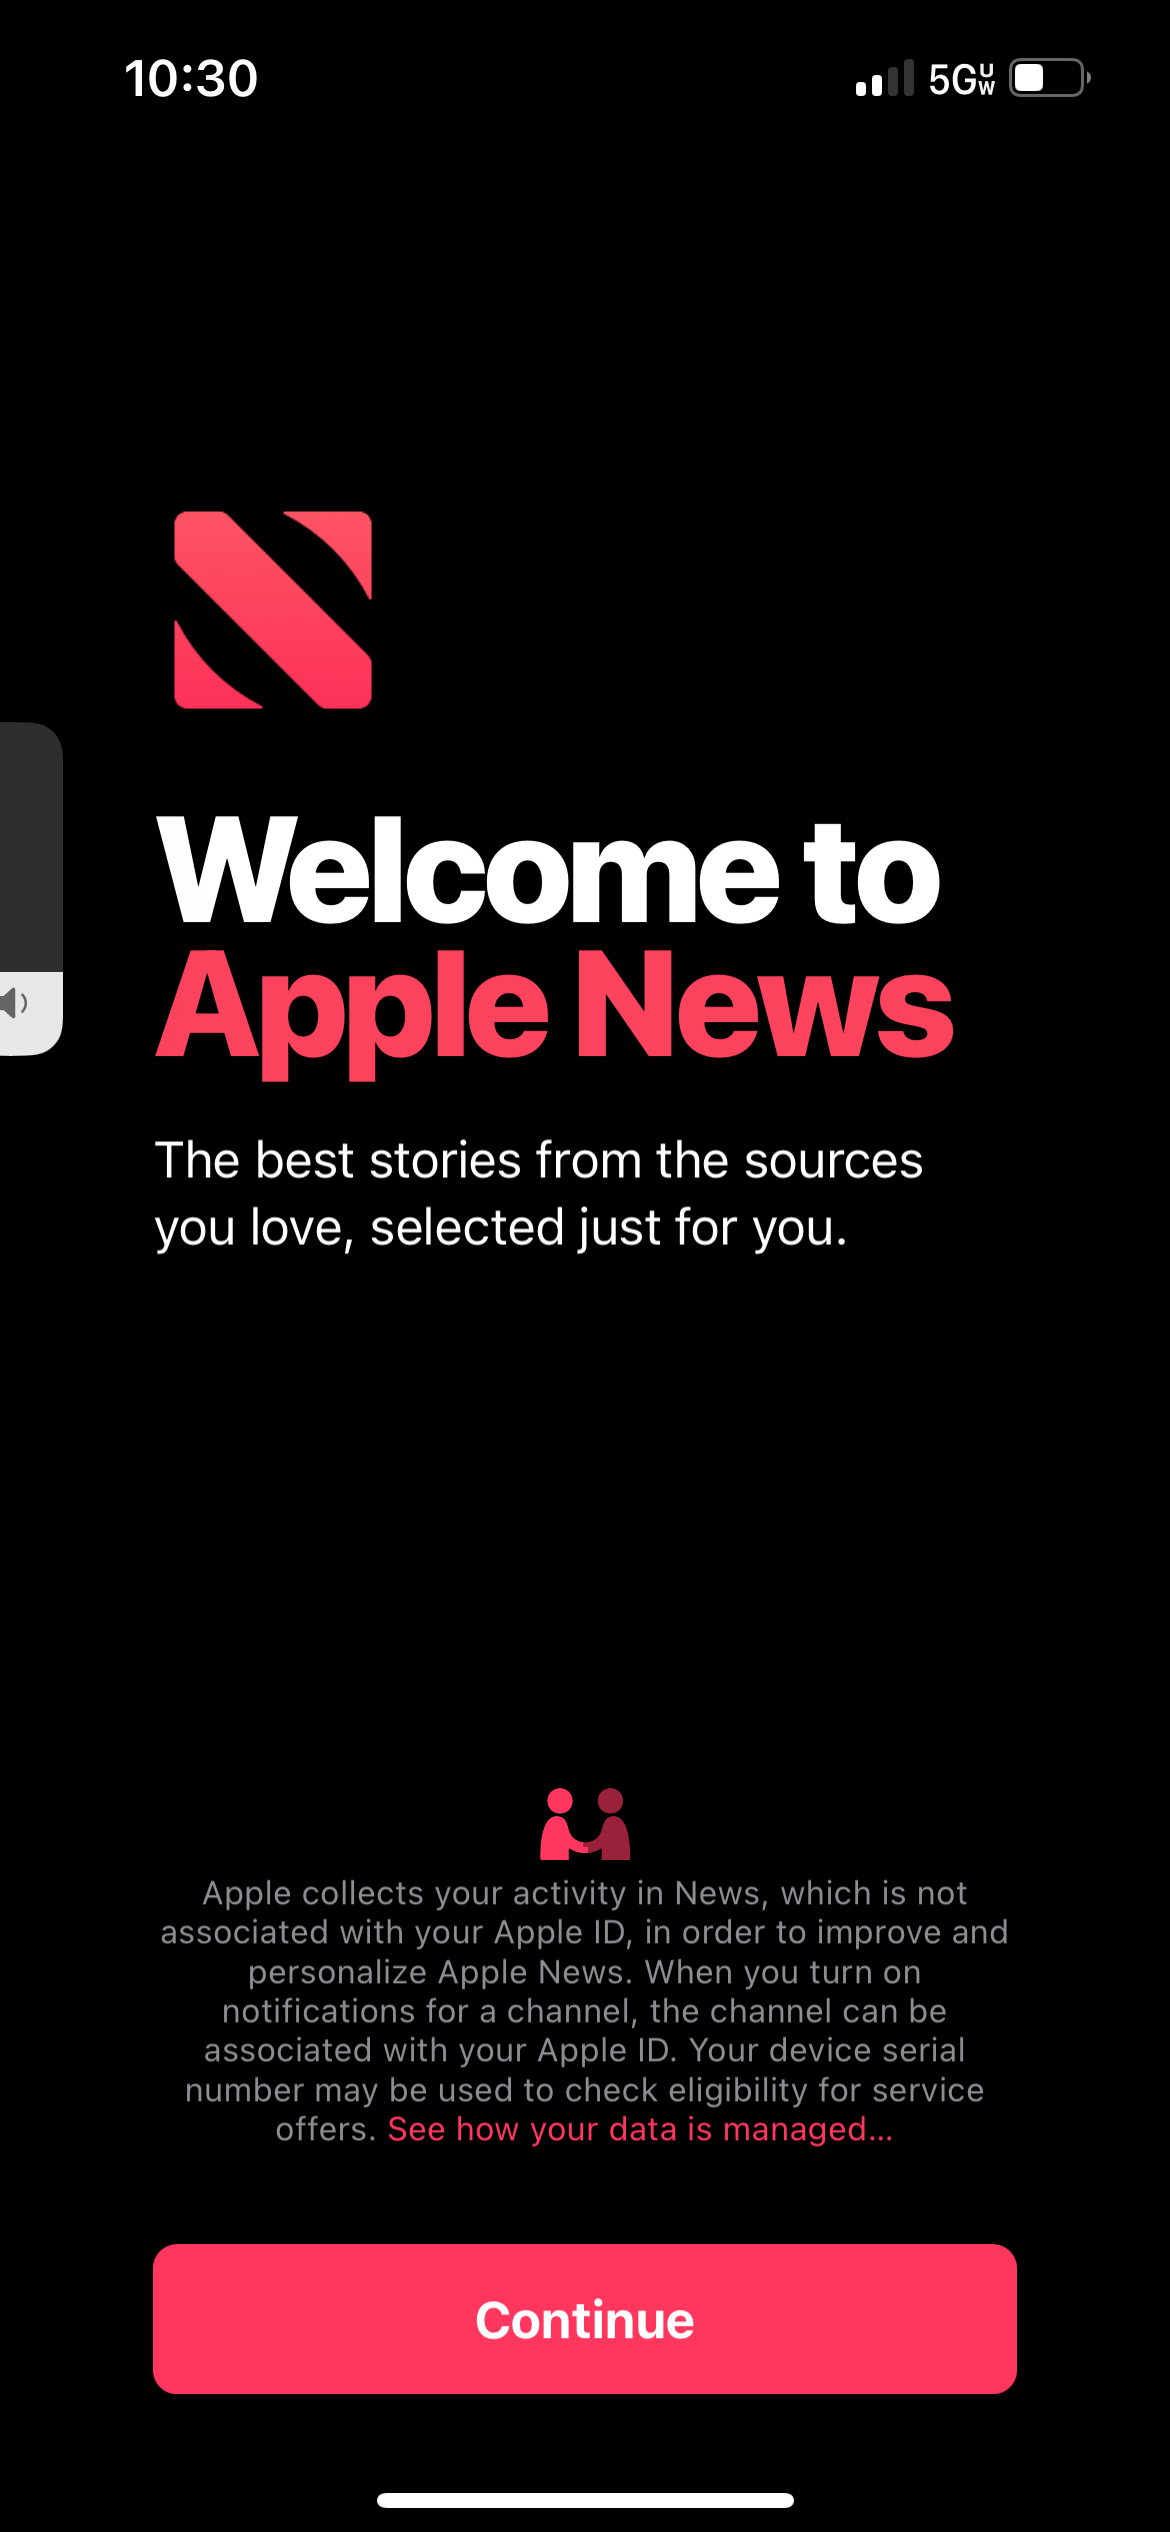 10:30
5G UW
Welcome to
Apple News
The best stories from the sources
you love, selected just for you.
Apple collects your activity in News, which is not
associated with your Apple ID, in order to improve and
personalize Apple News. When you turn on
notifications for a channel, the channel can be
associated with your Apple ID. Your device serial
number may be used to check eligibility for service
offers. See how your data is managed...
Continue